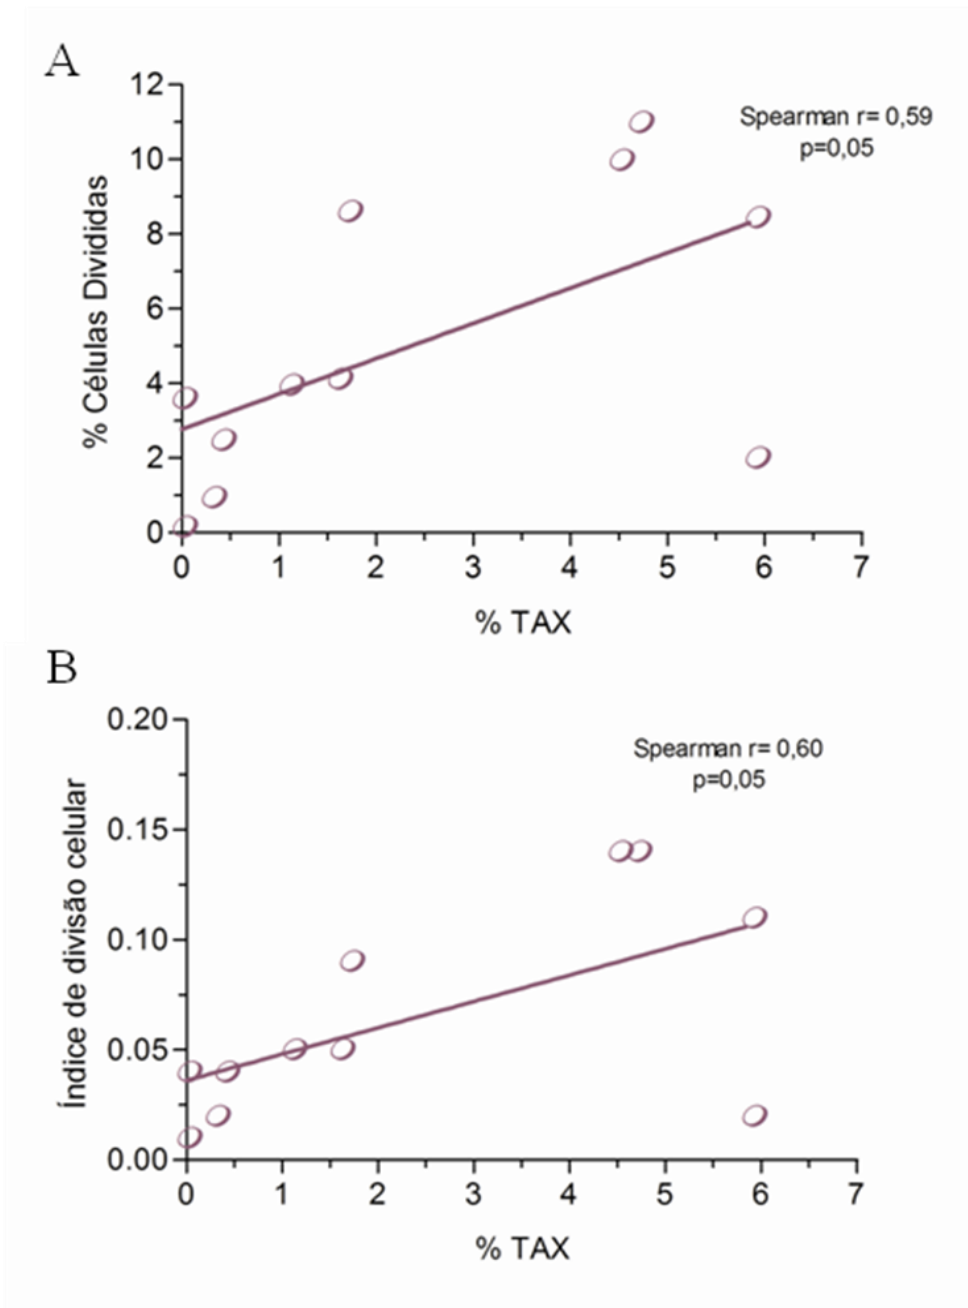 A
12
10
8
6
4
2
0
% Células Divididas
Spearman r= 0,59
p=0,05
0 1 2 3 4 5 6 7
% TAX
B
0.20
0.15
0.10
0.05
0.00
Índice de divisão celular
Spearman r= 0,60
p=0,05
0 1 2 3 4 5 6 7
% TAX